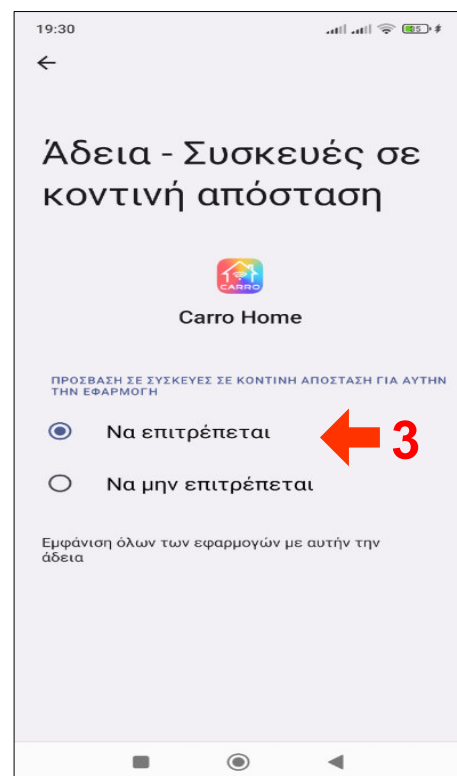 19:30
85
Άδεια - Συσκευές σε
κοντινή απόσταση
CARRO
Carro Home
ΠΡΟΣΒΑΣΗ ΣΕ ΣΥΣΚΕΥΕΣ ΣΕ ΚΟΝΤΙΝΗ ΑΠΟΣΤΑΣΗ ΓΙΑ ΑΥΤΗΝ
ΤΗΝ ΕΦΑΡΜΟΓΗ
Να επιτρέπεται
3
Να μην επιτρέπεται
Εμφάνιση όλων των εφαρμογών με αυτήν την
άδεια